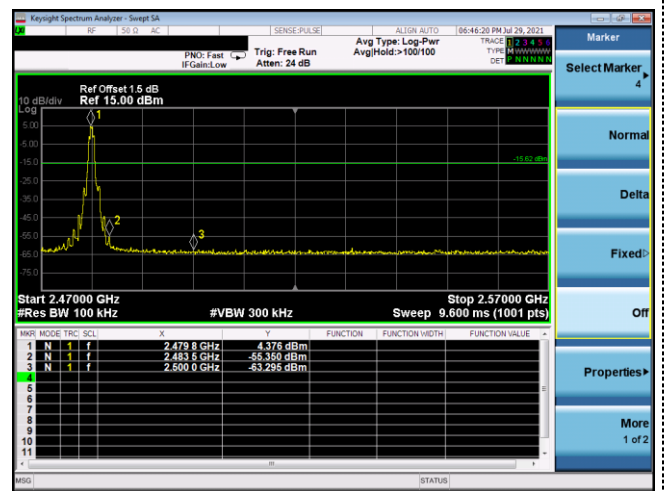 Keysight Spectrum Analyzer - Swept SA
RF 50 Ω AC SENSE:PULSE ALIGN AUTO 06:46:20 PM Jul 29, 2021
PNO: Fast Trig: Free Run Avg Type: Log-Pwr TRACE 1 2 3 4 5 6
IFGain:Low Atten: 24 dB Avg|Hold:>100/100 TYPE M W W W W W
DET P N N N N N
Ref Offset 1.5 dB
10 dB/div Ref 15.00 dBm
Log
5.00
-5.00
-15.0
-25.0
-35.0
-45.0
-55.0
-65.0
-75.0
1
2
3
-15.62 dBm
Start 2.47000 GHz Stop 2.57000 GHz
#Res BW 100 kHz #VBW 300 kHz Sweep 9.600 ms (1001 pts)
MKR MODE TRC SCL X Y FUNCTION FUNCTION WIDTH FUNCTION VALUE
1 N 1 f 2.479 8 GHz 4.376 dBm
2 N 1 f 2.483 5 GHz -55.350 dBm
3 N 1 f 2.500 0 GHz -63.295 dBm
4
5
6
7
8
9
10
11
MSG STATUS
Marker
Select Marker
4
Normal
Delta
Fixed
Off
Properties
More
1 of 2